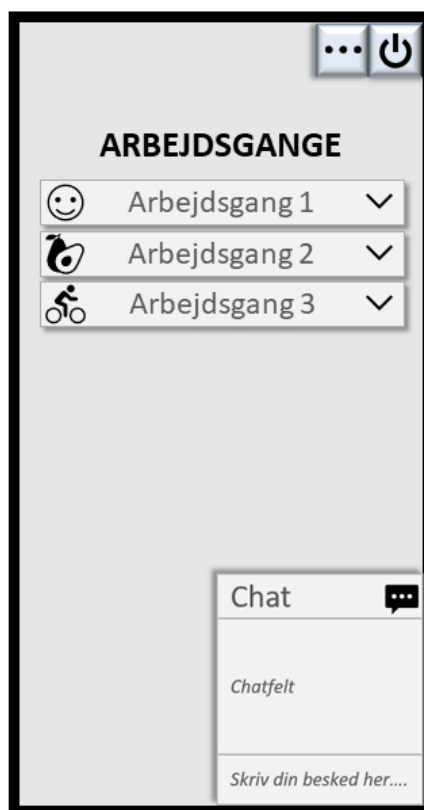 ARBEJDSGANGE
Arbejdsgang 1
Arbejdsgang 2
Arbejdsgang 3
Chat
Chatfelt
Skriv din besked her....